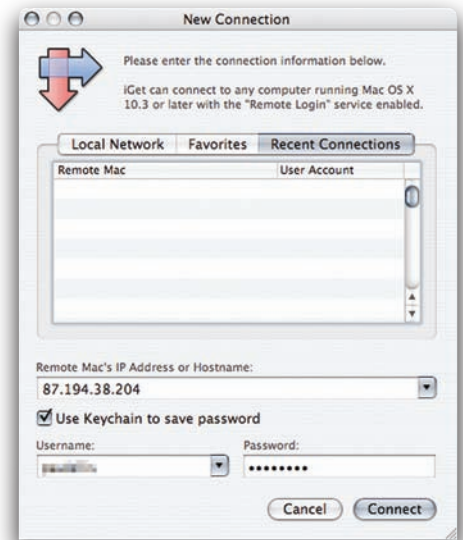 New Connection
Please enter the connection information below.
iGet can connect to any computer running Mac OS X
10.3 or later with the "Remote Login" service enabled.
Local Network Favorites Recent Connections
Remote Mac User Account
Remote Mac's IP Address or Hostname:
87.194.38.204
Use Keychain to save password
Username: Password:
••••••••
Cancel Connect